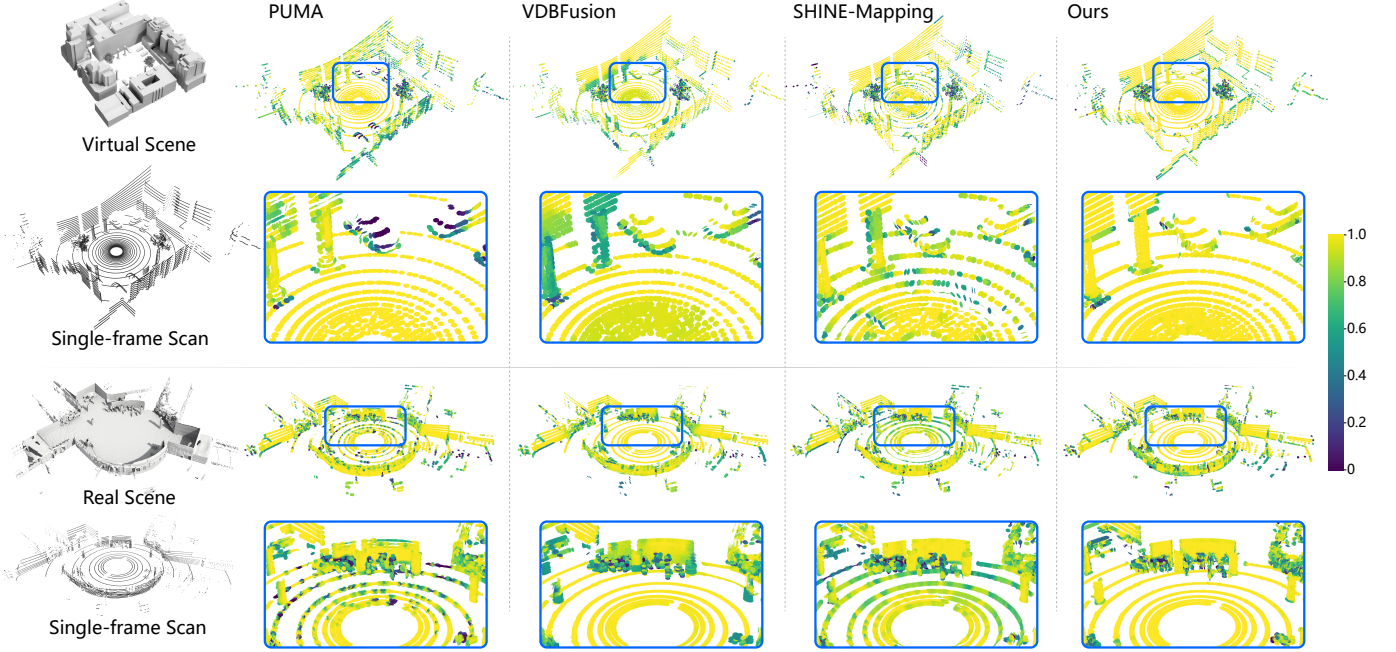 PUMA
VDBFusion
SHINE-Mapping
Ours
Virtual Scene
Single-frame Scan
1.0
0.8
0.6
0.4
0.2
0
Real Scene
Single-frame Scan